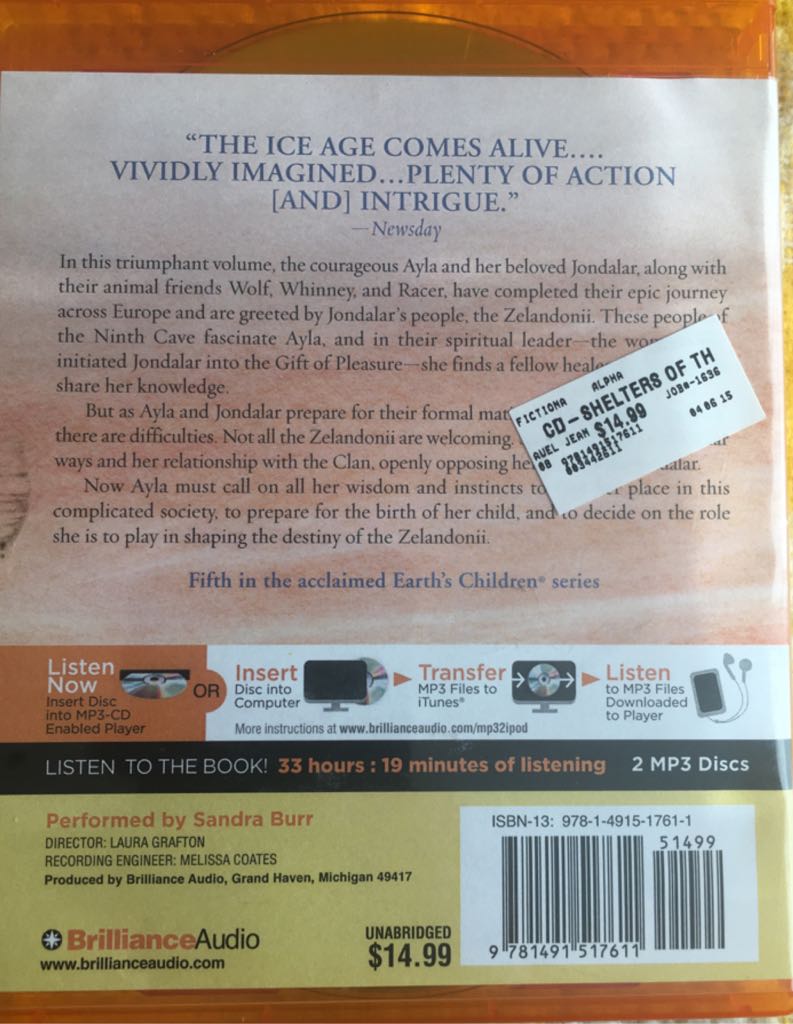 “THE ICE AGE COMES ALIVE....
VIVIDLY IMAGINED...PLENTY OF ACTION
[AND] INTRIGUE.”
—Newsday
In this triumphant volume, the courageous Ayla and her beloved Jondalar, along with
their animal friends Wolf, Whinney, and Racer, have completed their epic journey
across Europe and are greeted by Jondalar’s people, the Zelandonii. These people of
the Ninth Cave fascinate Ayla, and in their spiritual leader—the
initiated Jondalar into the Gift of Pleasure—she finds a fellow
share her knowledge.
But as Ayla and Jondalar prepare for their formal
there are difficulties. Not all the Zelandonii are welcoming.
ways and her relationship with the Clan, openly opposing
Now Ayla must call on all her wisdom and instincts to place in this
complicated society, to prepare for the birth of her child, and to decide on the role
she is to play in shaping the destiny of the Zelandonii.
FICTIONA ALPHA
CD-SHELTERS OF TH
AUEL JEAN $14.99 JOBa-1636
08 9781491517611 04 06 15
Fifth in the acclaimed Earth’s Children® series
Listen
Now
Insert Disc
into MP3-CD
Enabled Player
OR
Insert
Disc into
Computer
Transfer
MP3 Files to
iTunes®
Listen
to MP3 Files
Downloaded
to Player
More instructions at www.brillianceaudio.com/mp32ipod
LISTEN TO THE BOOK! 33 hours : 19 minutes of listening 2 MP3 Discs
Performed by Sandra Burr
DIRECTOR: LAURA GRAFTON
RECORDING ENGINEER: MELISSA COATES
Produced by Brilliance Audio, Grand Haven, Michigan 49417
BrillianceAudio
www.brillianceaudio.com
UNABRIDGED
$14.99
ISBN-13: 978-1-4915-1761-1
51499
9 781491 517611